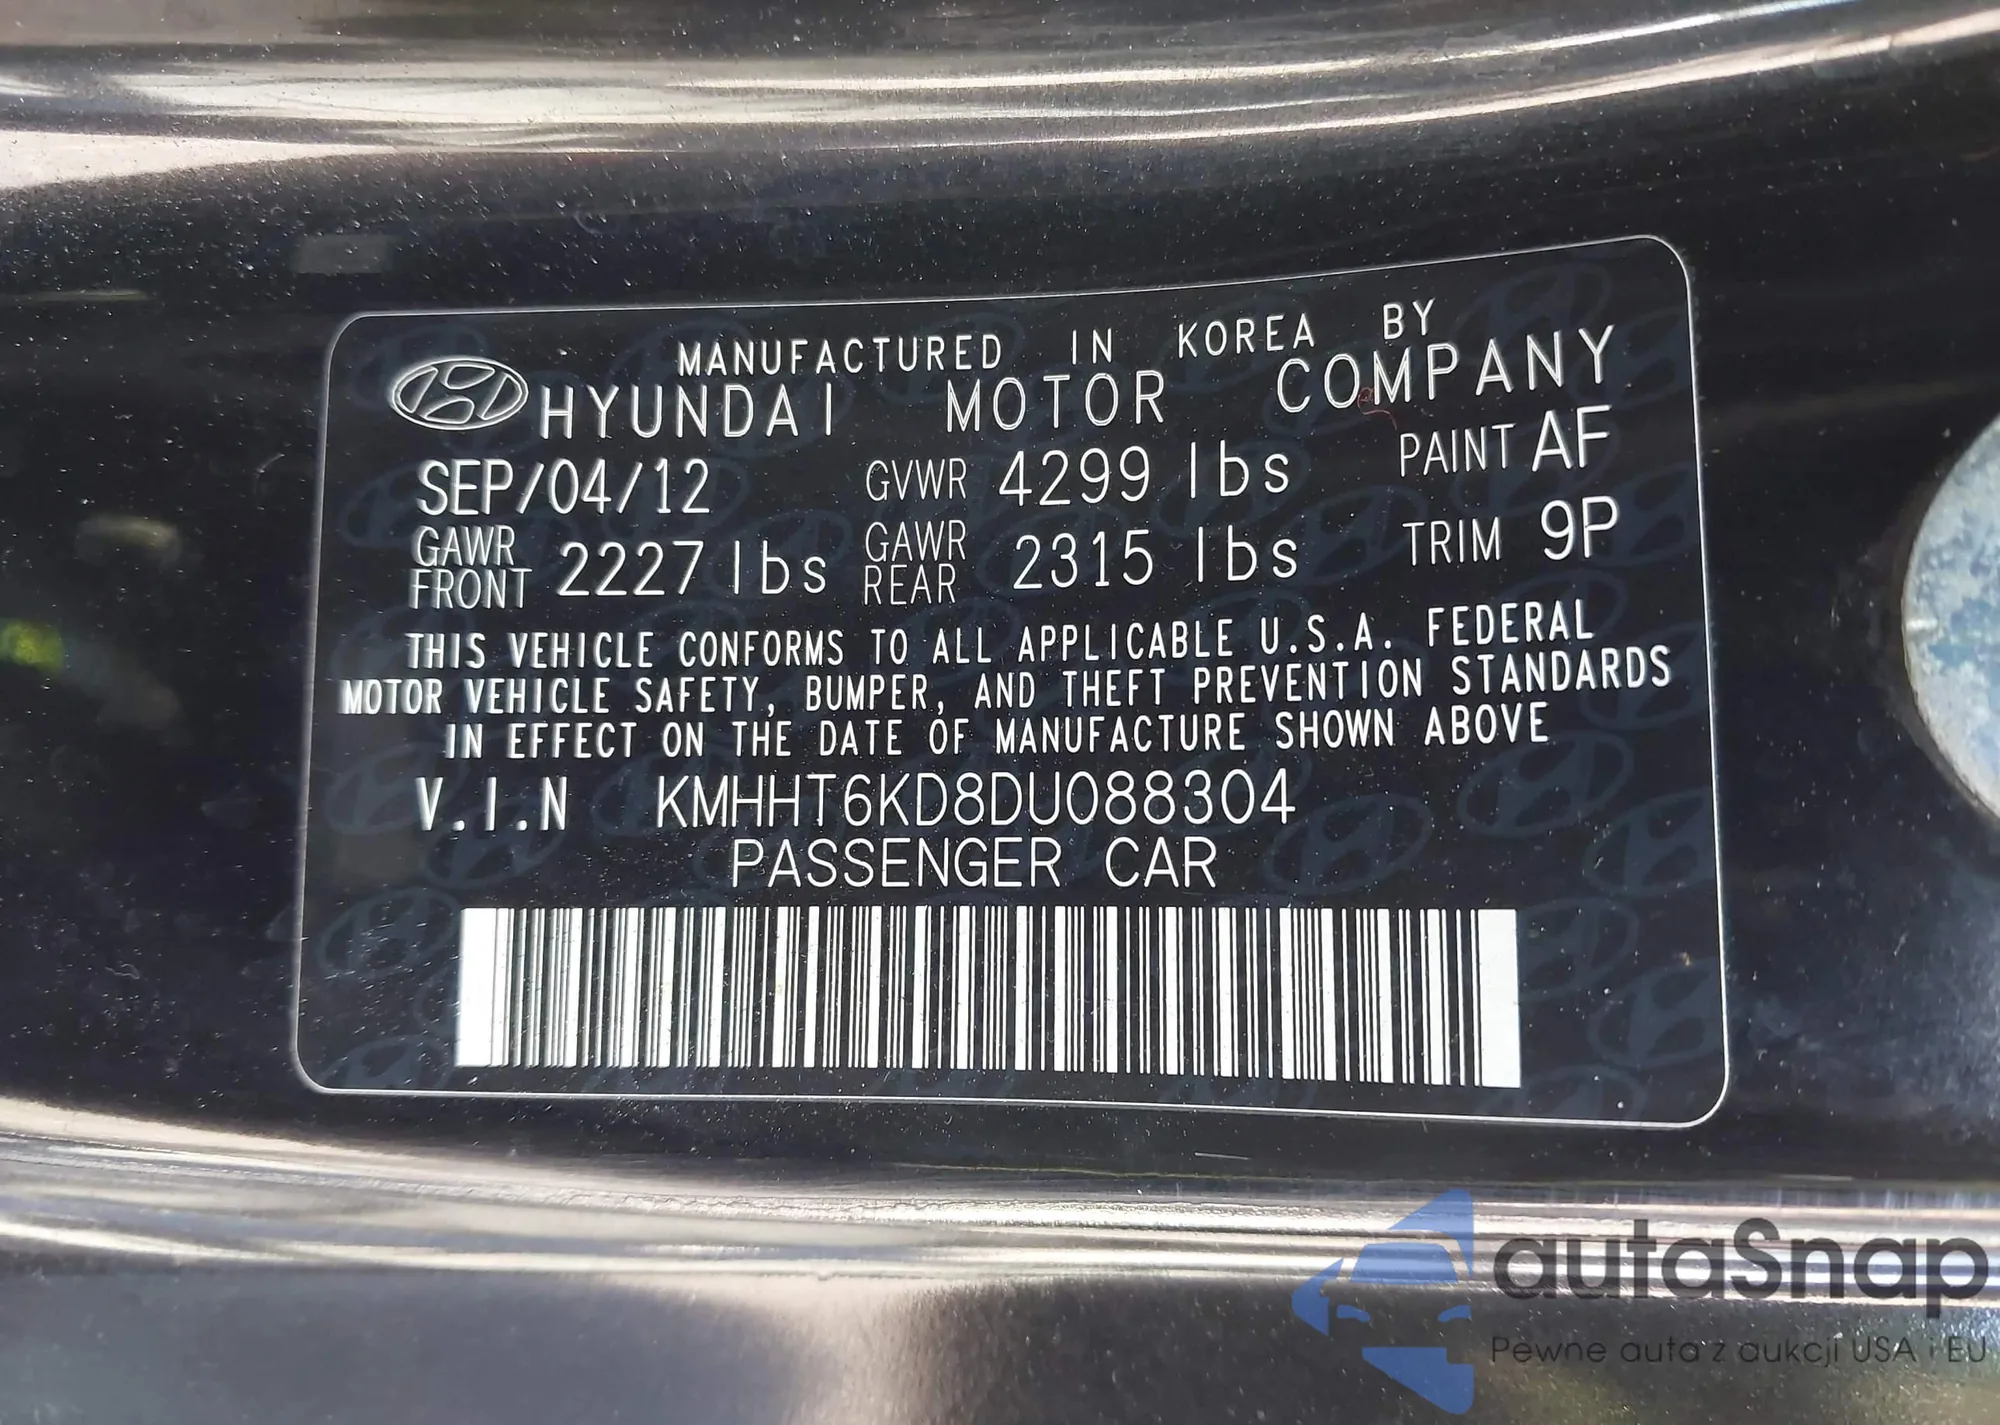 MANUFACTURED IN KOREA BY
HYUNDAI MOTOR COMPANY
SEP/04/12 GVWR 4299 lbs PAINT AF
GAWR FRONT 2227 lbs GAWR REAR 2315 lbs TRIM 9P
THIS VEHICLE CONFORMS TO ALL APPLICABLE U.S.A. FEDERAL
MOTOR VEHICLE SAFETY, BUMPER, AND THEFT PREVENTION STANDARDS
IN EFFECT ON THE DATE OF MANUFACTURE SHOWN ABOVE
V.I.N KMHHT6KD8DU088304
PASSENGER CAR
autaSnap
Pewne auta z aukcji USA i EU